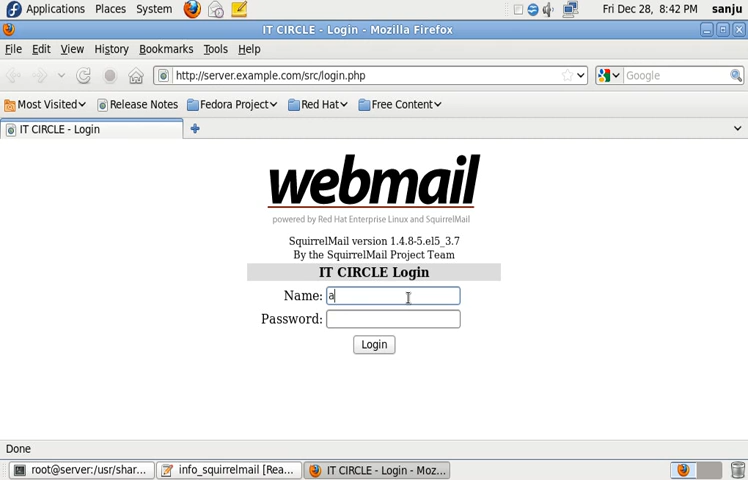 Applications Places System Fri Dec 28, 8:42 PM sanju
IT CIRCLE - Login - Mozilla Firefox
File Edit View History Bookmarks Tools Help
http://server.example.com/src/login.php Google
Most Visited Release Notes Fedora Project Red Hat Free Content
IT CIRCLE - Login
webmail
powered by Red Hat Enterprise Linux and SquirrelMail
SquirrelMail version 1.4.8-5.el5_3.7
By the SquirrelMail Project Team
IT CIRCLE Login
Name: a
Password:
Login
Done
root@server:/usr/shar... info_squirrelmail [Rea... IT CIRCLE - Login - Moz...